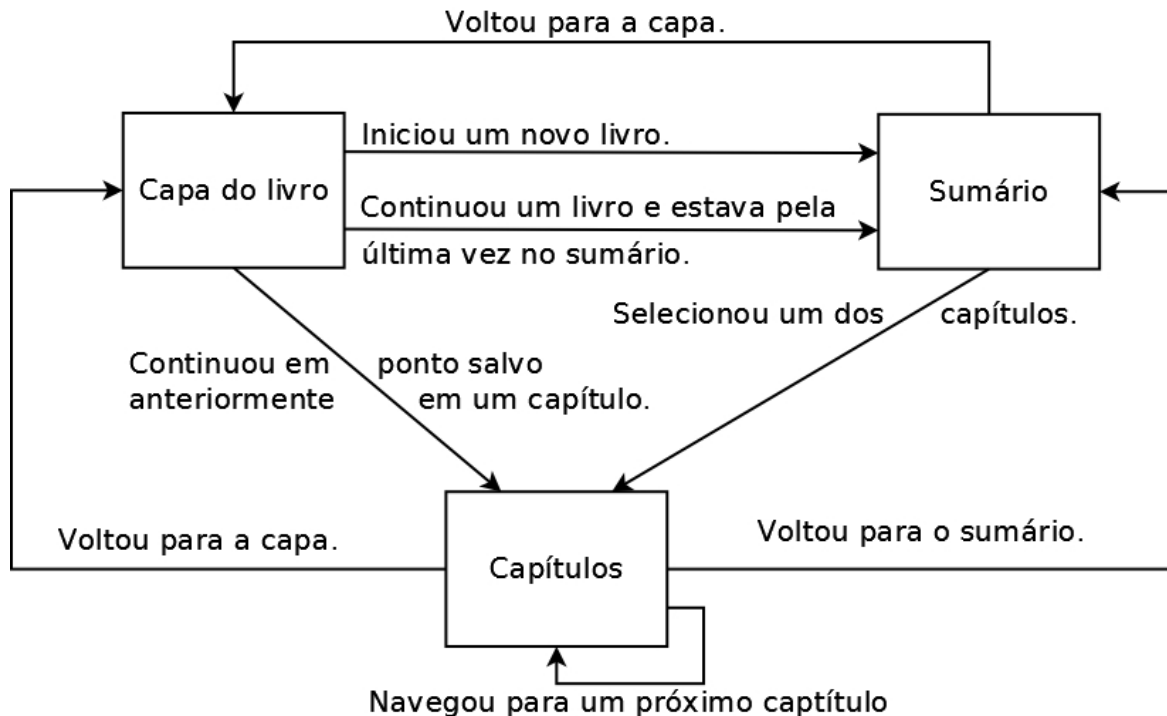 Voltou para a capa.
Iniciou um novo livro.
Capa do livro
Sumário
Continuou um livro e estava pela
última vez no sumário.
Selecionou um dos capítulos.
Continuou em ponto salvo
anteriormente em um capítulo.
Voltou para a capa.
Voltou para o sumário.
Capítulos
Navegou para um próximo captítulo